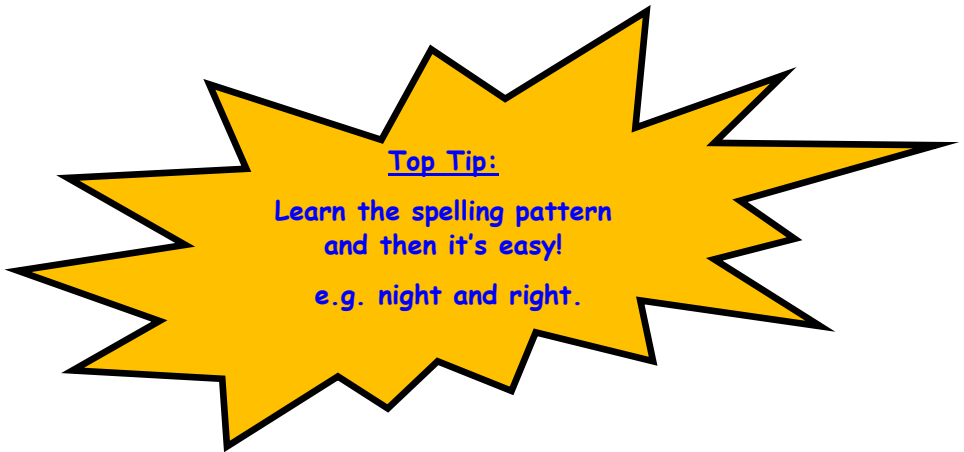 Top Tip:
Learn the spelling pattern
and then it's easy!
e.g. night and right.